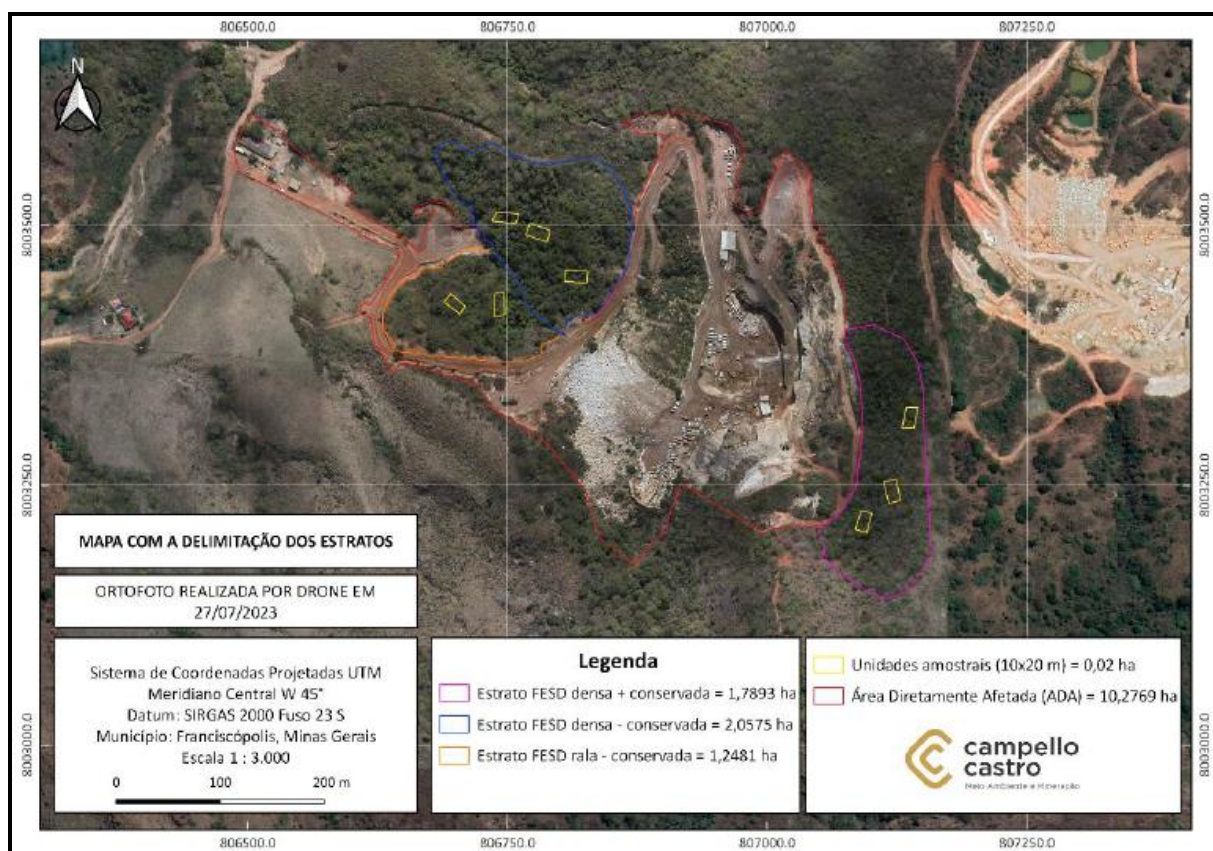 806500.0 806750.0 807000.0 807250.0
N
8003500.0 8003500.0
8003250.0 8003250.0
8003000.0 8003000.0
MAPA COM A DELIMITAÇÃO DOS ESTRATOS
ORTOFOTO REALIZADA POR DRONE EM
27/07/2023
Sistema de Coordenadas Projetadas UTM
Meridiano Central W 45°
Datum: SIRGAS 2000 Fuso 23 S
Município: Franciscópolis, Minas Gerais
Escala 1 : 3.000
0 100 200 m
Legenda
Estrato FESD densa + conservada = 1,7893 ha
Estrato FESD densa - conservada = 2,0575 ha
Estrato FESD rala - conservada = 1,2481 ha
Unidades amostrais (10x20 m) = 0,02 ha
Área Diretamente Afetada (ADA) = 10,2769 ha
campello
castro
Meio Ambiente e Mineração
806500.0 806750.0 807000.0 807250.0